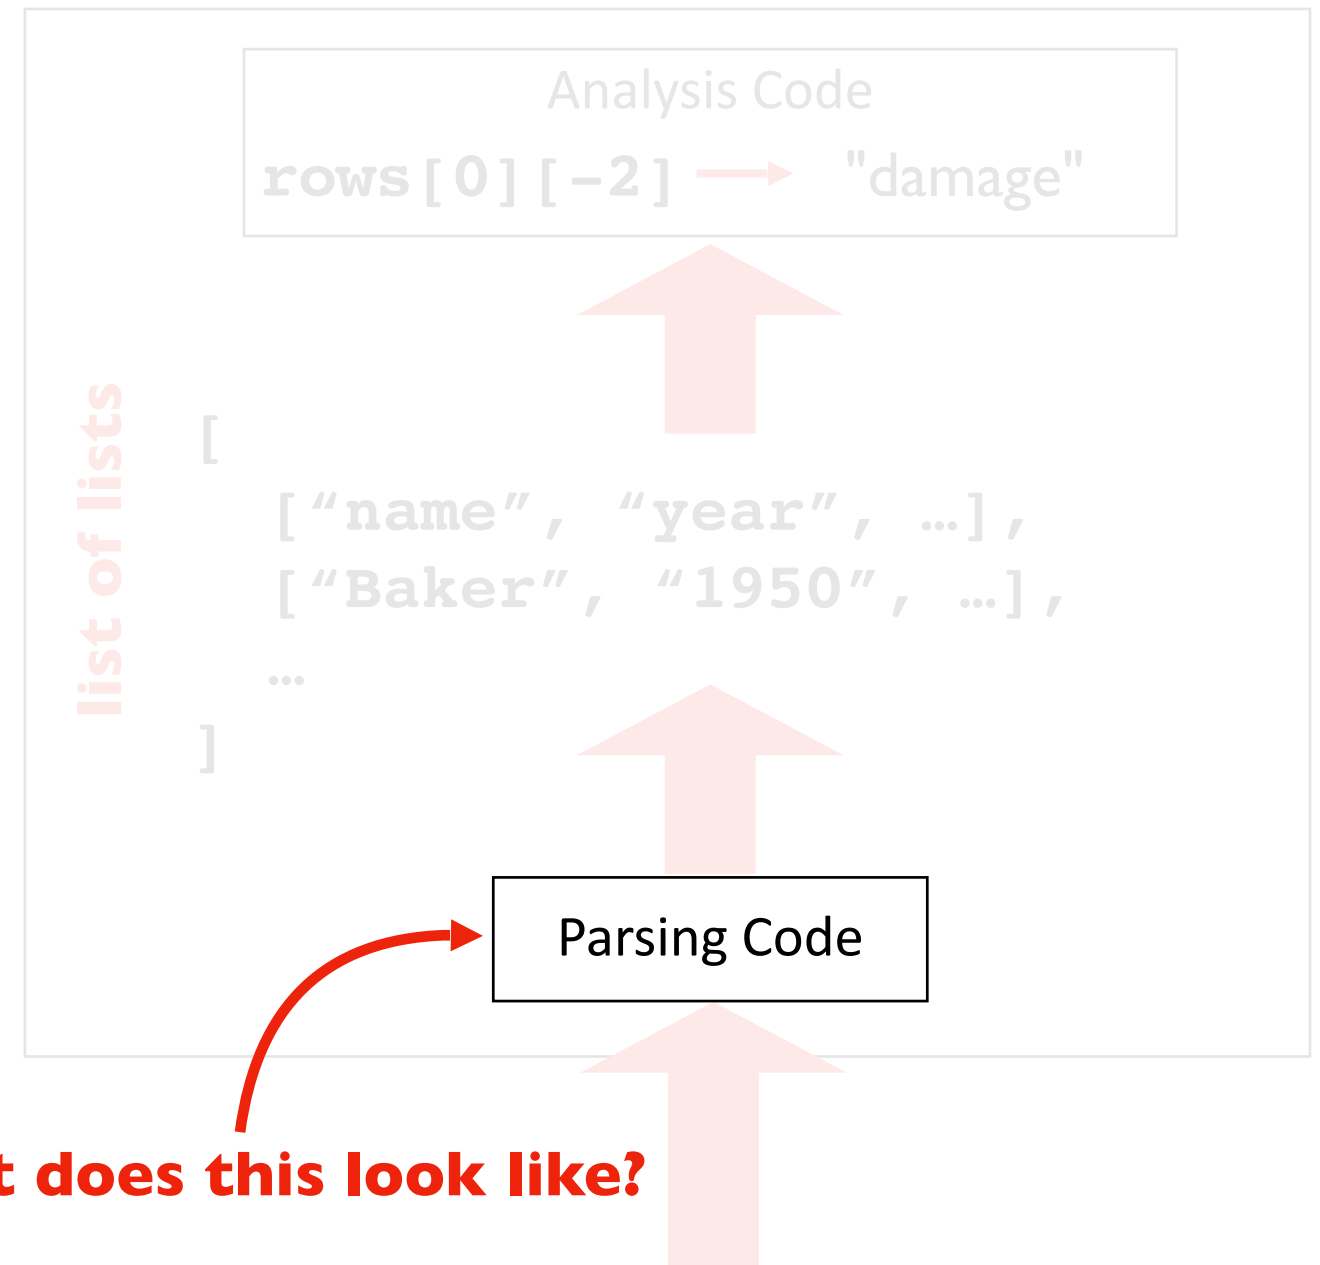 Analysis Code
rows[0][-2] "damage"
list of lists
[
[“name”, “year”, …],
[“Baker”, “1950”, …],
…
]
Parsing Code
t does this look like?